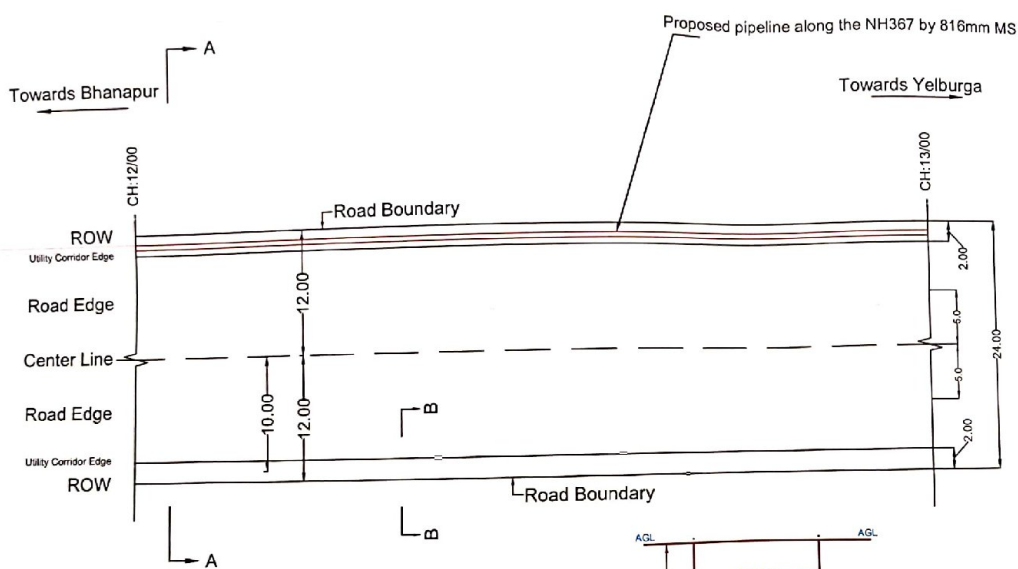 Proposed pipeline along the NH367 by 816mm MS
A
Towards Bhanapur
Towards Yelburga
CH:12/00
CH:13/00
Road Boundary
ROW
Utility Corridor Edge
2.00
Road Edge
12.00
5.0
Center Line
24.00
5.0
Road Edge
10.00
12.00
B
2.00
Utility Corridor Edge
ROW
Road Boundary
B
AGL
AGL
A